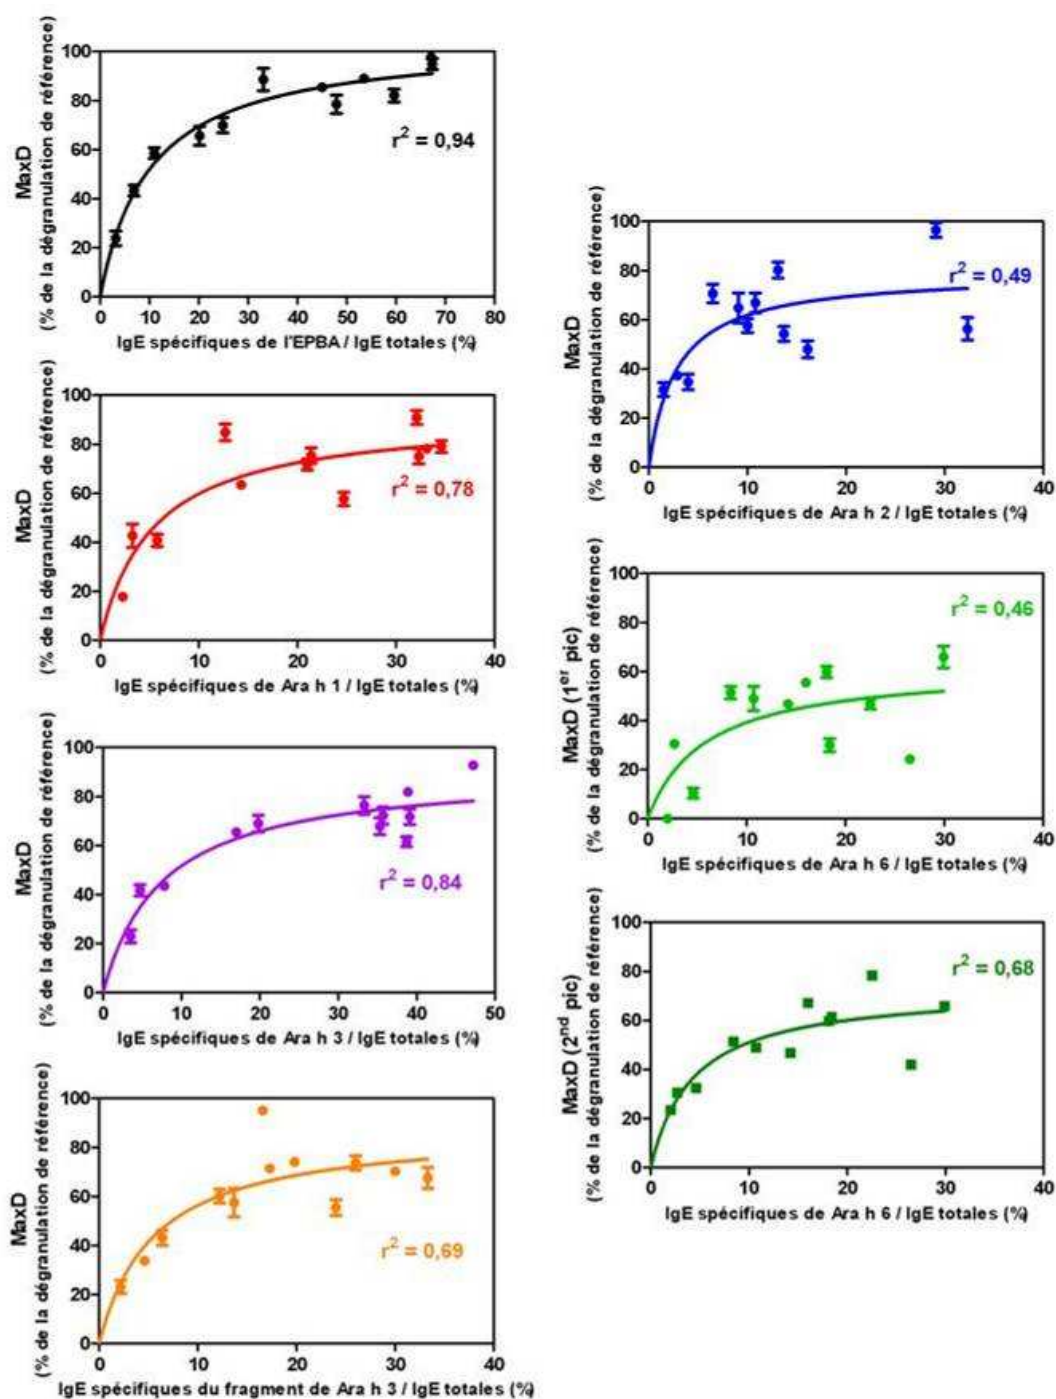 MaxD
(% de la dégranulation de référence)
100
80
60
40
20
0
r² = 0,94
0 10 20 30 40 50 60 70 80
IgE spécifiques de l'EPBA / IgE totales (%)
MaxD
(% de la dégranulation de référence)
100
80
60
40
20
0
r² = 0,78
0 10 20 30 40
IgE spécifiques de Ara h 1 / IgE totales (%)
MaxD
(% de la dégranulation de référence)
100
80
60
40
20
0
r² = 0,84
0 10 20 30 40 50
IgE spécifiques de Ara h 3 / IgE totales (%)
MaxD
(% de la dégranulation de référence)
100
80
60
40
20
0
r² = 0,69
0 10 20 30 40
IgE spécifiques du fragment de Ara h 3 / IgE totales (%)
MaxD
(% de la dégranulation de référence)
100
80
60
40
20
0
r² = 0,49
0 10 20 30 40
IgE spécifiques de Ara h 2 / IgE totales (%)
MaxD (1er pic)
(% de la dégranulation de référence)
100
80
60
40
20
0
r² = 0,46
0 10 20 30 40
IgE spécifiques de Ara h 6 / IgE totales (%)
MaxD (2nd pic)
(% de la dégranulation de référence)
100
80
60
40
20
0
r² = 0,68
0 10 20 30 40
IgE spécifiques de Ara h 6 / IgE totales (%)